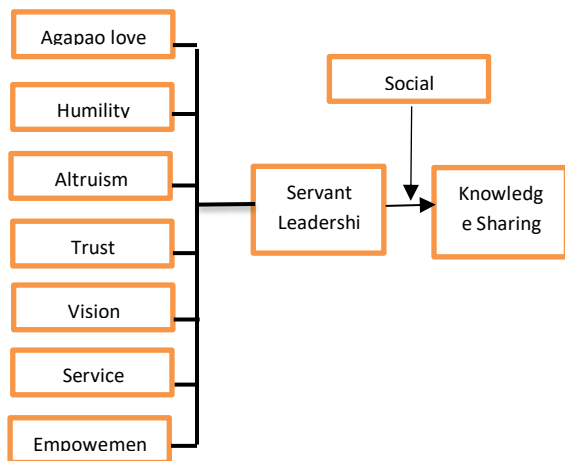 Agapao love
Humility
Altruism
Trust
Vision
Service
Empowemen
Servant
Leadershi
Social
Knowledg
e Sharing